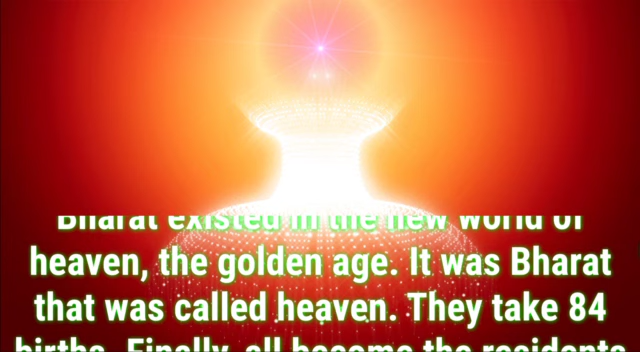 Bharat existed in the new world of
heaven, the golden age. It was Bharat
that was called heaven. They take 84
births. Finally, all become the residents